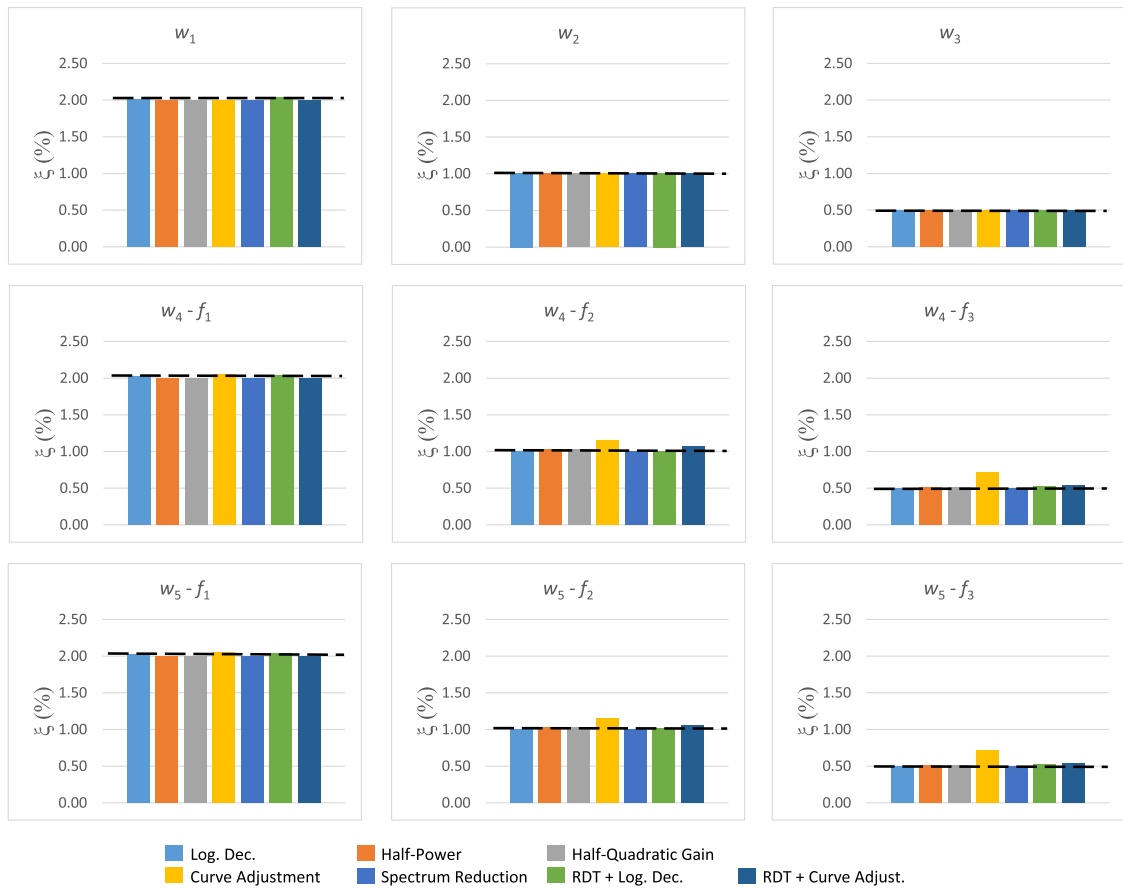 w₁
2.50
2.00
1.50
1.00
0.50
0.00
ξ (%)
w₂
2.50
2.00
1.50
1.00
0.50
0.00
ξ (%)
w₃
2.50
2.00
1.50
1.00
0.50
0.00
ξ (%)
w₄ - f₁
2.50
2.00
1.50
1.00
0.50
0.00
ξ (%)
w₄ - f₂
2.50
2.00
1.50
1.00
0.50
0.00
ξ (%)
w₄ - f₃
2.50
2.00
1.50
1.00
0.50
0.00
ξ (%)
w₅ - f₁
2.50
2.00
1.50
1.00
0.50
0.00
ξ (%)
w₅ - f₂
2.50
2.00
1.50
1.00
0.50
0.00
ξ (%)
w₅ - f₃
2.50
2.00
1.50
1.00
0.50
0.00
ξ (%)
Log. Dec. Half-Power Half-Quadratic Gain
Curve Adjustment Spectrum Reduction RDT + Log. Dec. RDT + Curve Adjust.